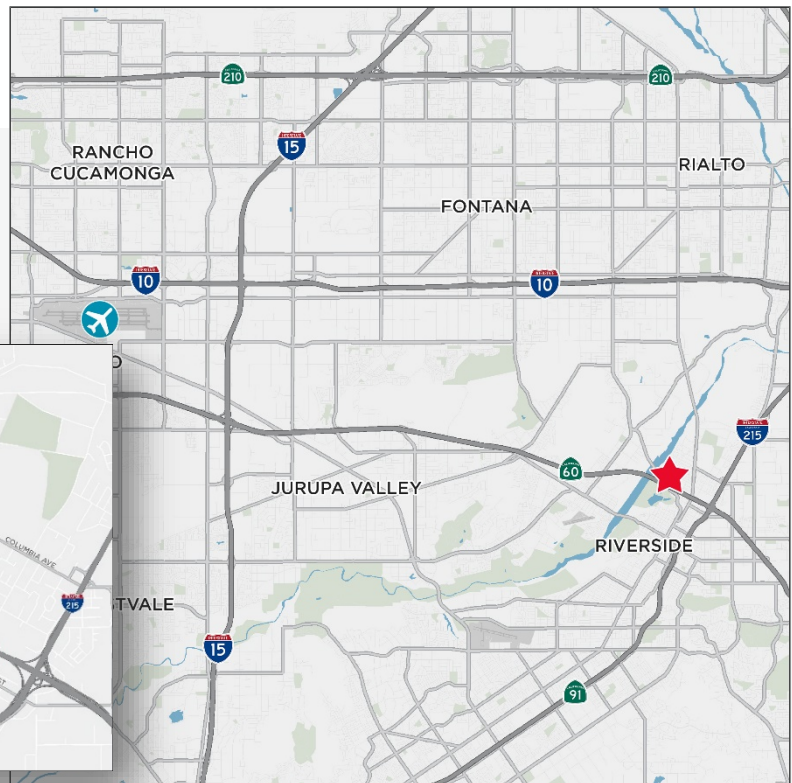 210
210
15
RANCHO
CUCAMONGA
RIALTO
FONTANA
10
10
O
215
60
JURUPA VALLEY
COLUMBIA AVE
RIVERSIDE
215
TVALE
15
ST
91